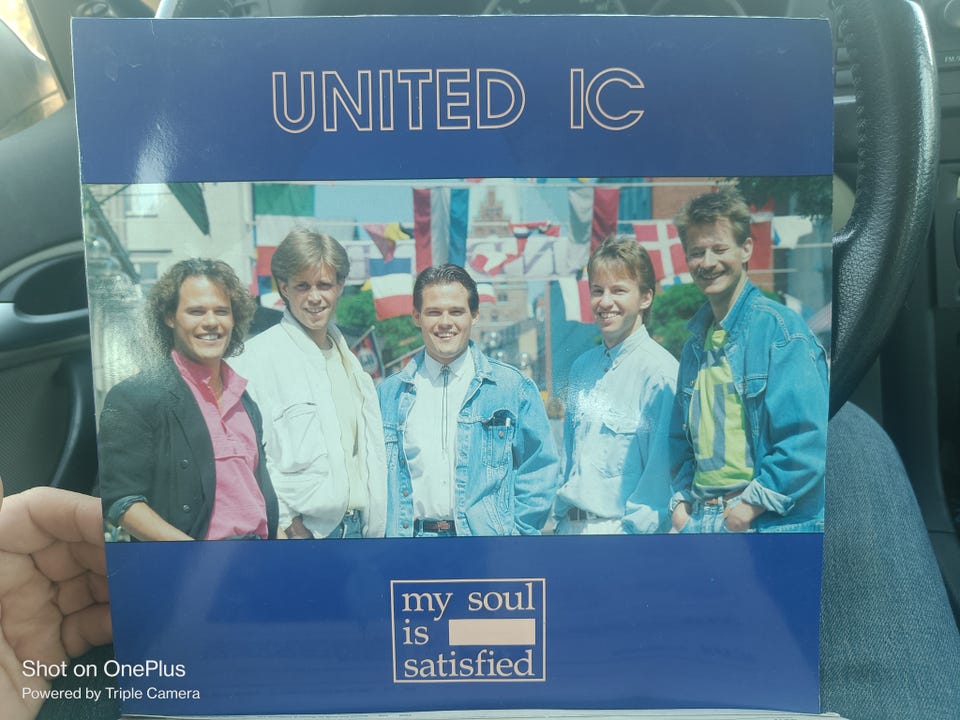 UNITED IC
my soul
is
satisfied
Shot on OnePlus
Powered by Triple Camera